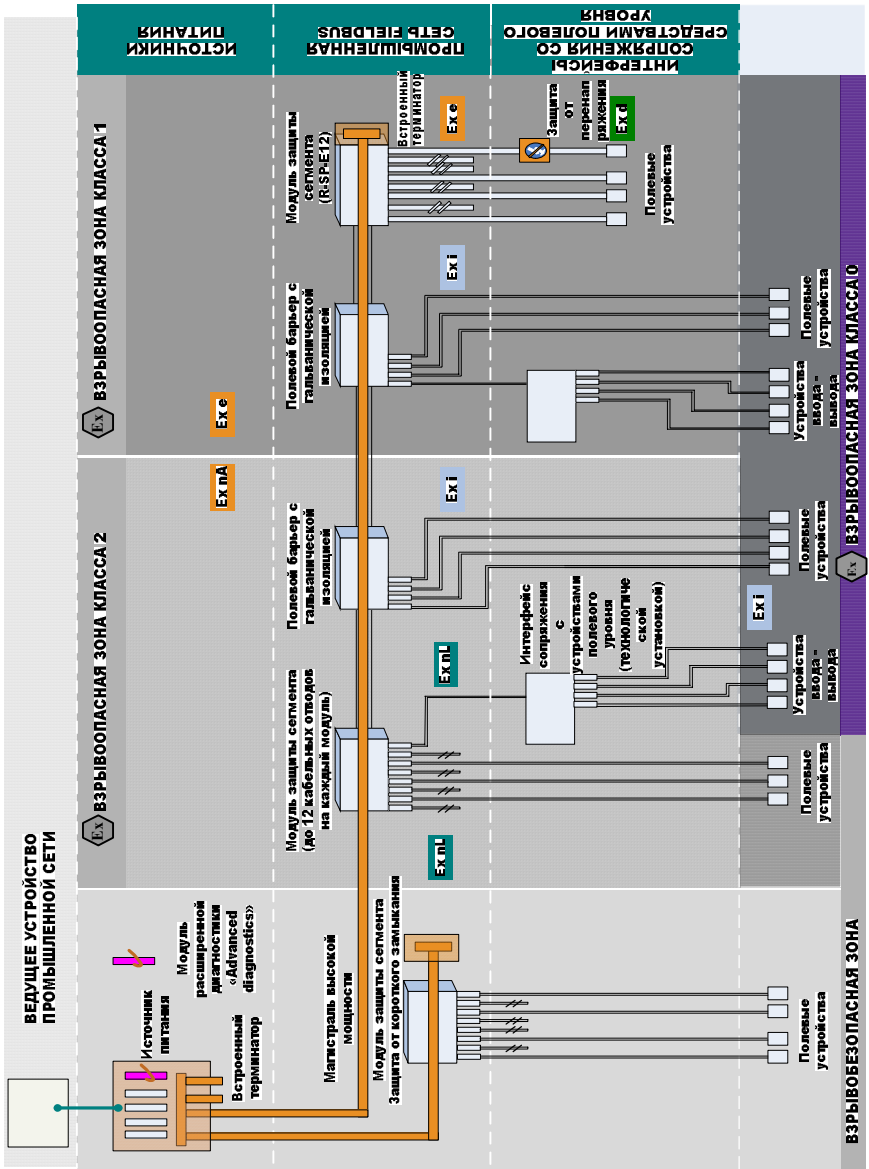 ВЕДУЩЕЕ УСТРОЙСТВО
ПРОМЫШЛЕННОЙ СЕТИ
ИСТОЧНИКИ
ПИТАНИЯ
ПРОМЫШЛЕННАЯ
СЕТЬ FIELDBUS
ИНТЕРФЕЙСЫ
СОПРЯЖЕНИЯ СО
СРЕДСТВАМИ ПОЛЕВОГО
УРОВНЯ
Ex
ВЗРЫВООПАСНАЯ ЗОНА КЛАССА 2
Ex
ВЗРЫВООПАСНАЯ ЗОНА КЛАССА 1
Источник
питания
Модуль
расширенной
диагностики
«Advanced
diagnostics»
Встроенный
терминатор
Ex nA
Ex e
Магистраль высокой
мощности
Модуль защиты сегмента
(до 12 кабельных отводов
на каждый модуль)
Полевой барьер с
гальванической
изоляцией
Полевой барьер с
гальванической
изоляцией
Модуль защиты
сегмента
(R-SP-E12)
Модуль защиты сегмента
Защита от короткого замыкания
Встроенный
терминатор
Ex nL
Ex nL
Ex i
Ex i
Ex e
Интерфейс
сопряжения
с
устройствами
полевого
уровня
(технологиче
ской
установкой)
Защита
от
перенап
ряжения
Ex d
Полевые
устройства
Ex i
Полевые
устройства
Полевые
устройства
Устройства
ввода -
вывода
Полевые
устройства
Устройства
ввода -
вывода
Полевые
устройства
ВЗРЫВОБЕЗОПАСНАЯ ЗОНА
Ex
ВЗРЫВООПАСНАЯ ЗОНА КЛАССА 0